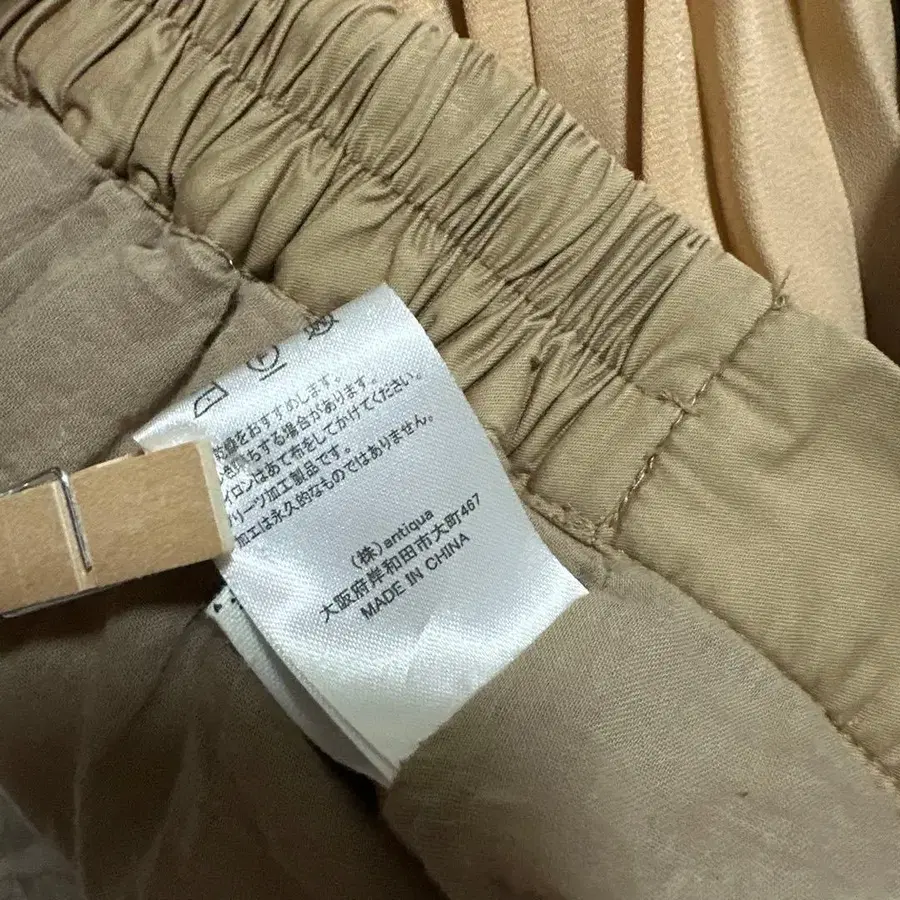 乾燥をおすすめします。
落ちする場合があります。
イロンはあて布をしてかけてください。
リーツ加工製品です。
加工は永久的なものではありません。
(株)antiqua
大阪府岸和田市大町467
MADE IN CHINA